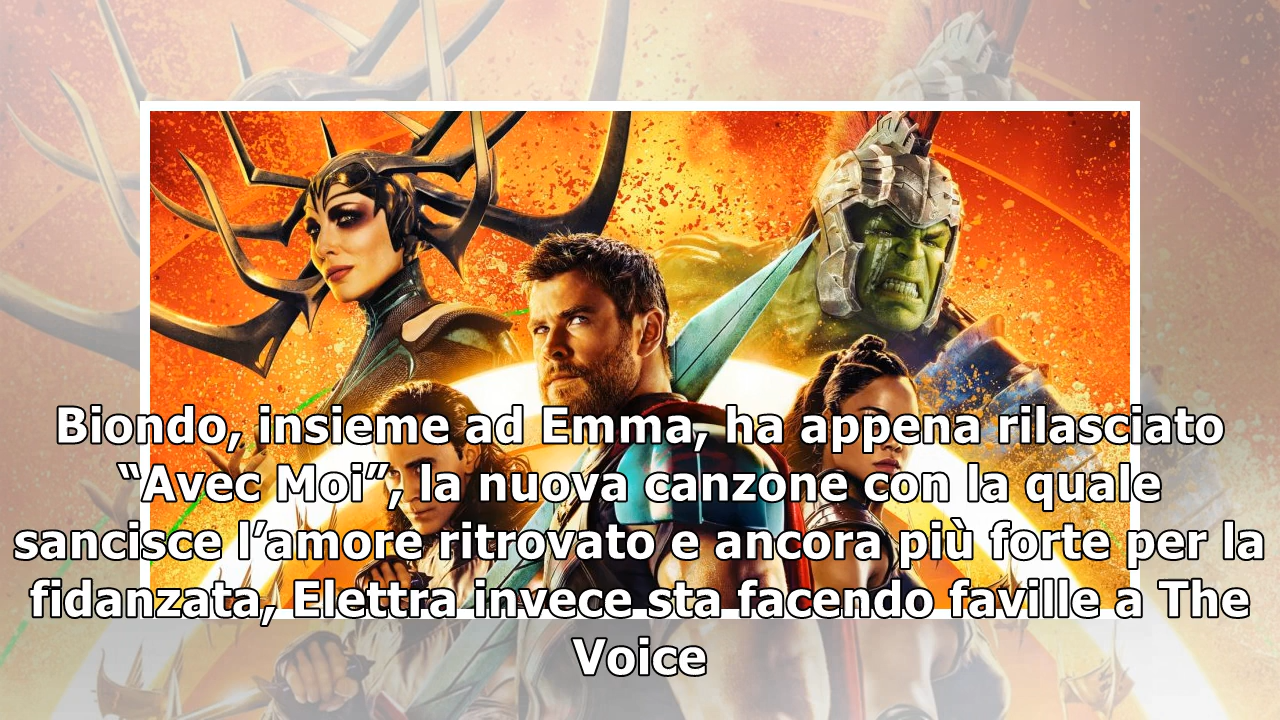 Biondo, insieme ad Emma, ha appena rilasciato
“Avec Moi”, la nuova canzone con la quale
sancisce l’amore ritrovato e ancora più forte per la
fidanzata, Elettra invece sta facendo faville a The
Voice